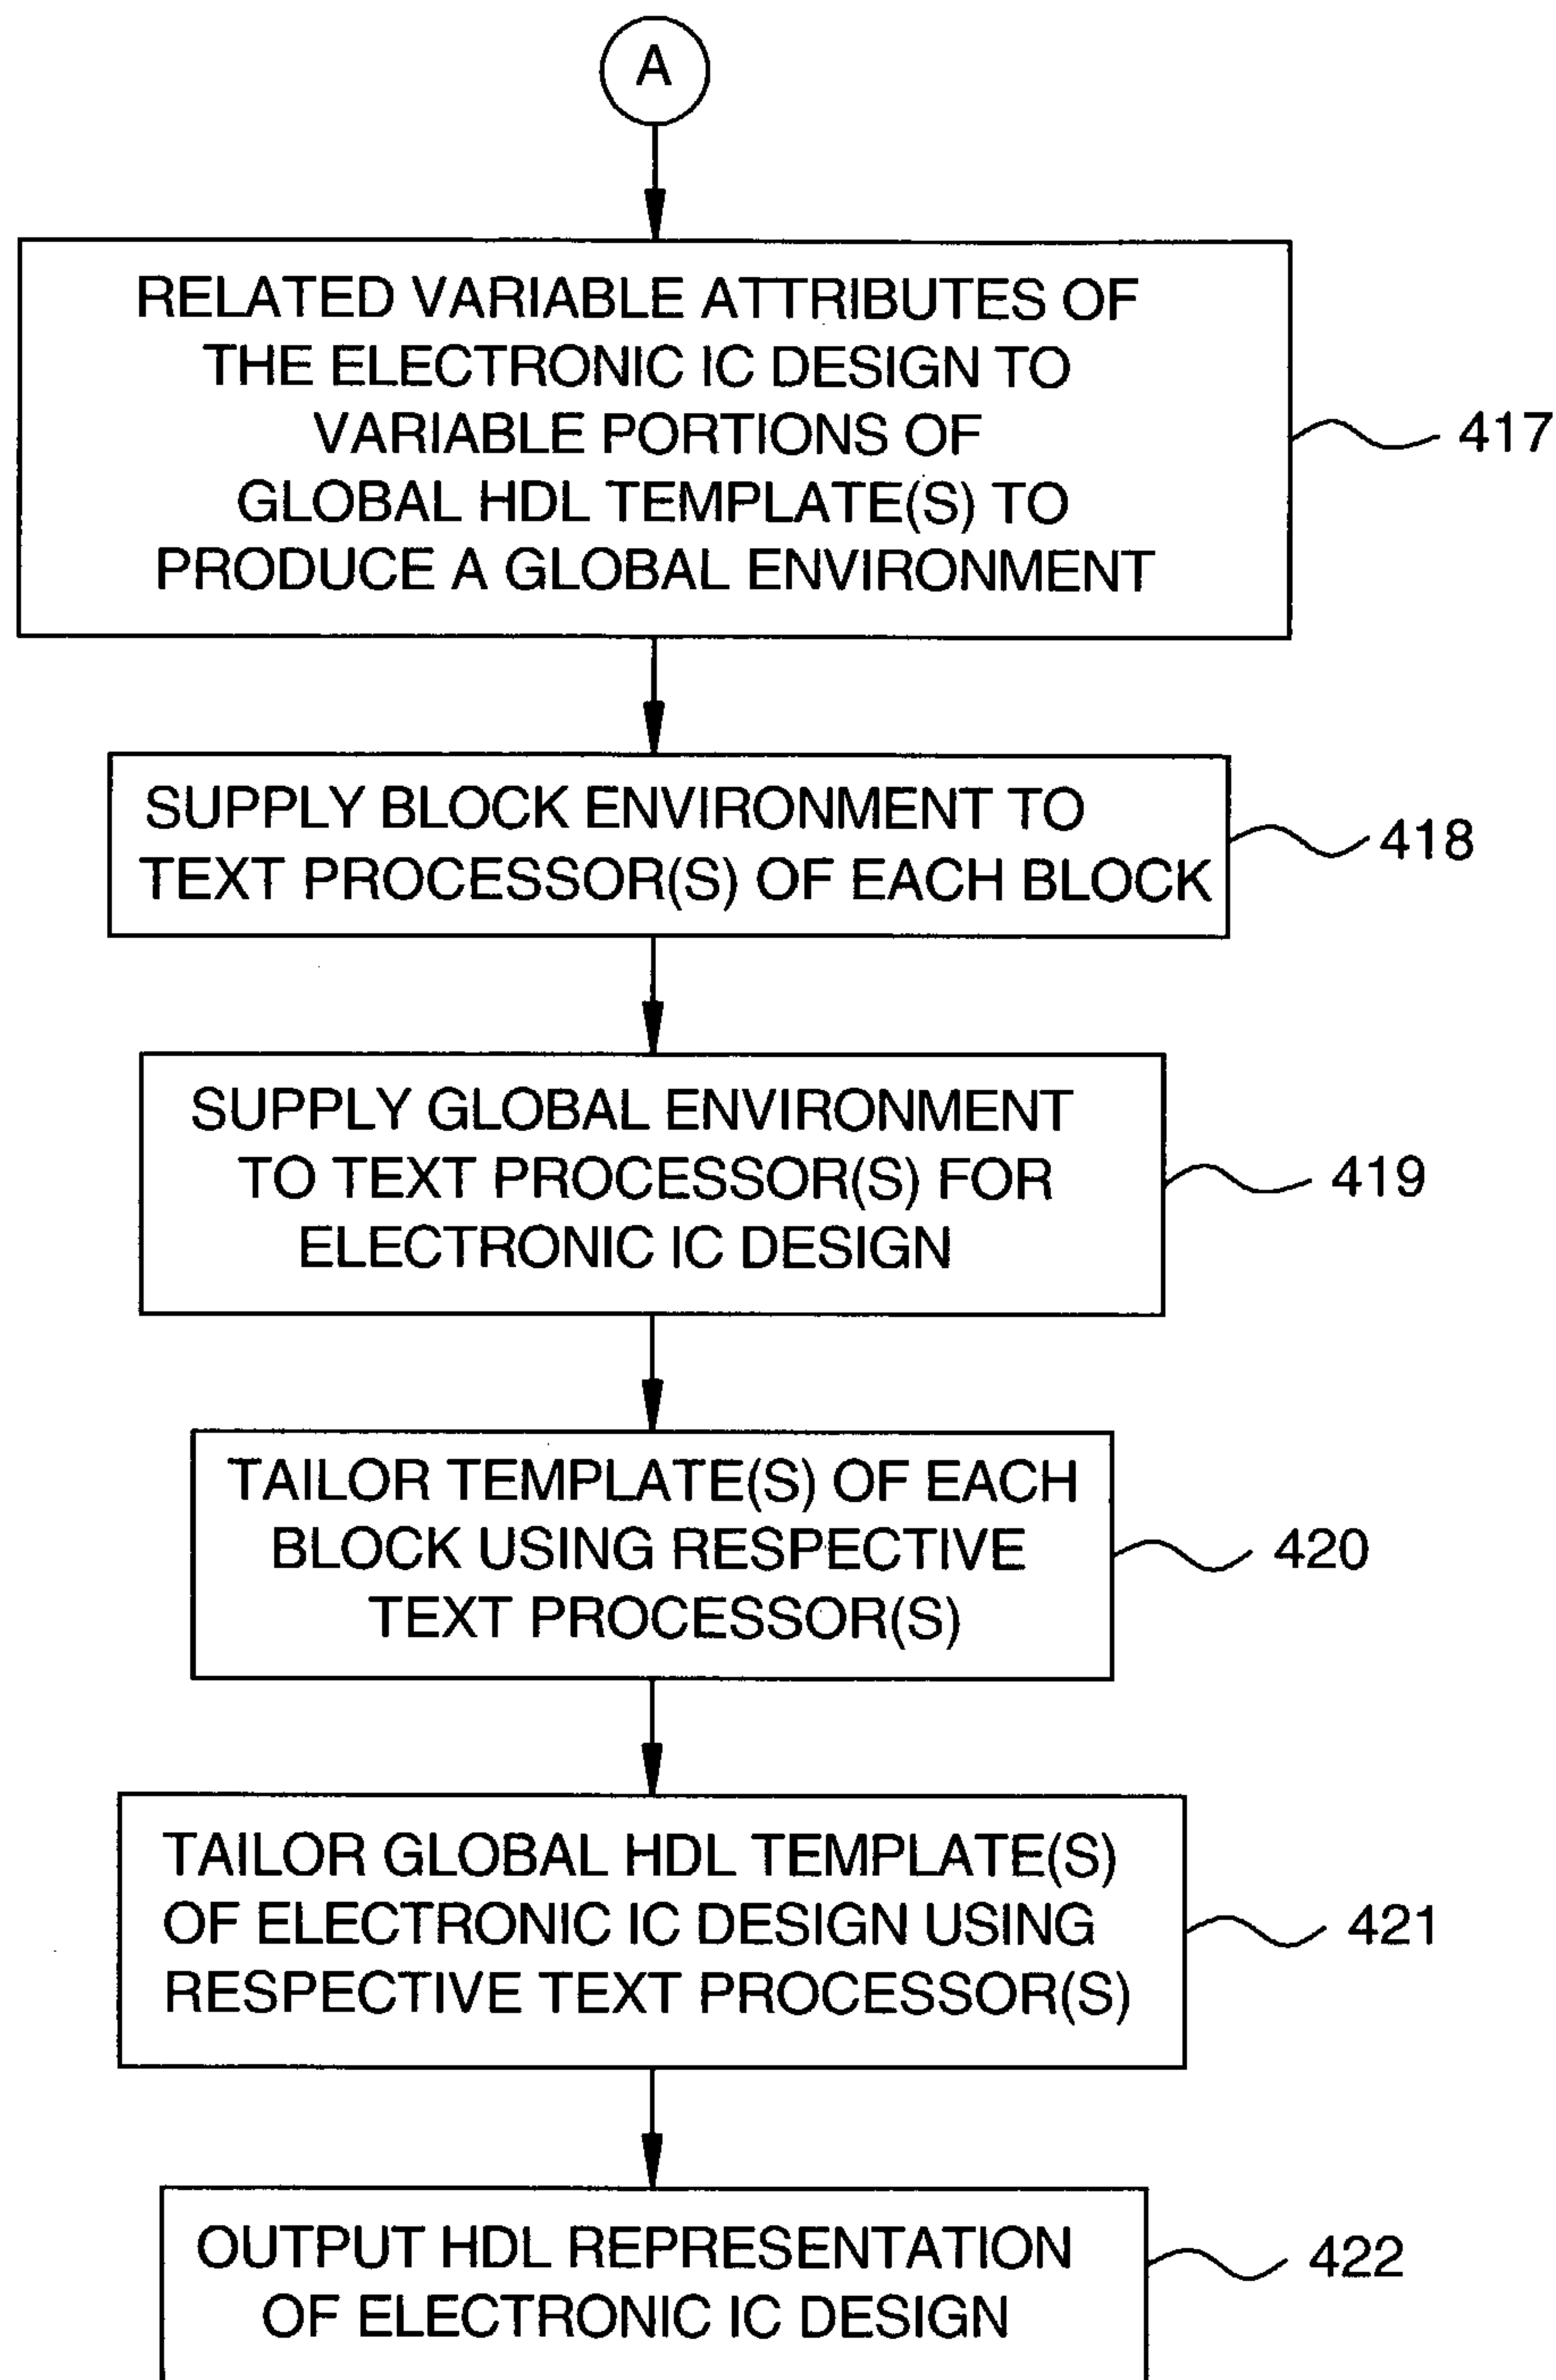 A
RELATED VARIABLE ATTRIBUTES OF
THE ELECTRONIC IC DESIGN TO
VARIABLE PORTIONS OF
GLOBAL HDL TEMPLATE(S) TO
PRODUCE A GLOBAL ENVIRONMENT
417
SUPPLY BLOCK ENVIRONMENT TO
TEXT PROCESSOR(S) OF EACH BLOCK
418
SUPPLY GLOBAL ENVIRONMENT
TO TEXT PROCESSOR(S) FOR
ELECTRONIC IC DESIGN
419
TAILOR TEMPLATE(S) OF EACH
BLOCK USING RESPECTIVE
TEXT PROCESSOR(S)
420
TAILOR GLOBAL HDL TEMPLATE(S)
OF ELECTRONIC IC DESIGN USING
RESPECTIVE TEXT PROCESSOR(S)
421
OUTPUT HDL REPRESENTATION
OF ELECTRONIC IC DESIGN
422